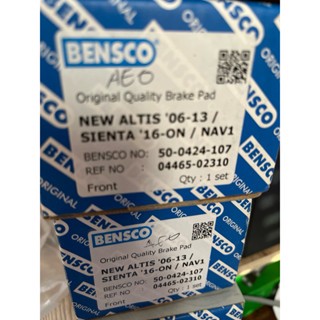 BENSCO
AEO
Original Quality Brake Pad
NEW ALTIS '06-13 /
SIENTA '16-ON / NAV1
BENSCO NO: 50-0424-107
REF NO : 04465-02310
Front Qty : 1 set
ORIGINAL
BENSCO
AEO
Original Quality Brake Pad
NEW ALTIS '06-13 /
SIENTA '16-ON / NAV1
BENSCO NO: 50-0424-107
REF NO : 04465-02310
Front Qty : 1 set